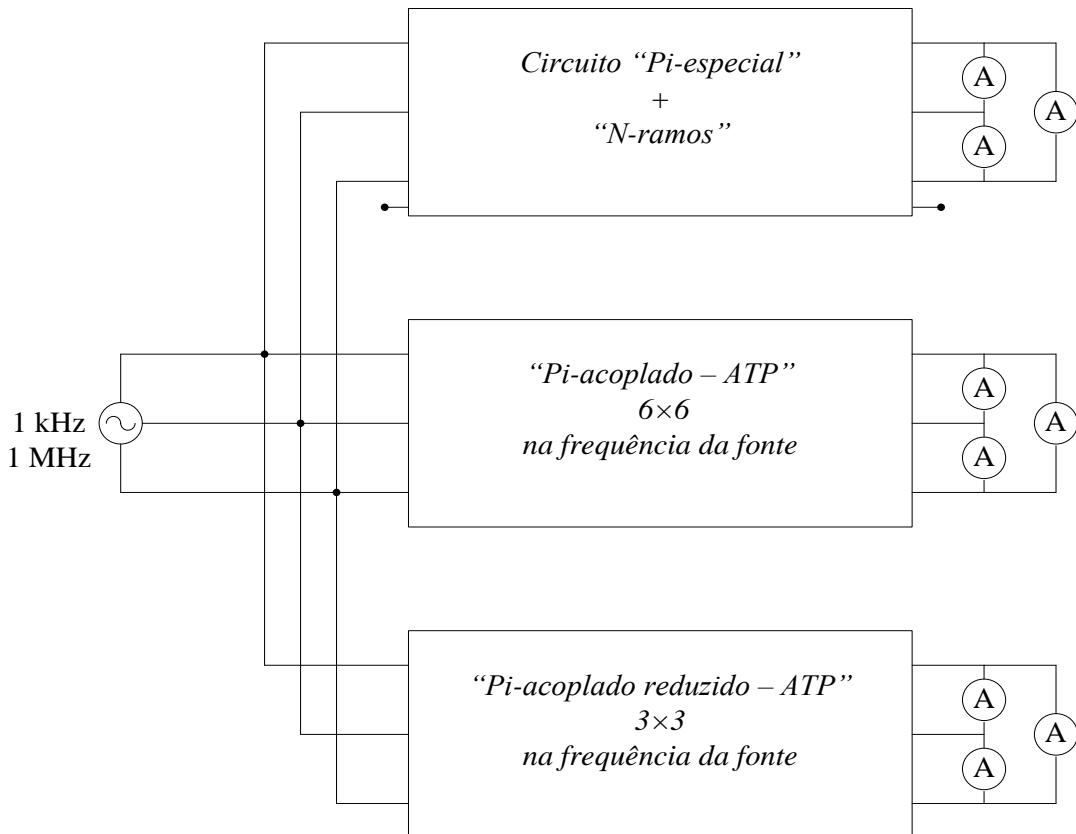 Circuito “Pi-especial”
+
“N-ramos”
A
A
A
1 kHz
1 MHz
“Pi-acoplado – ATP”
6×6
na frequência da fonte
A
A
A
“Pi-acoplado reduzido – ATP”
3×3
na frequência da fonte
A
A
A